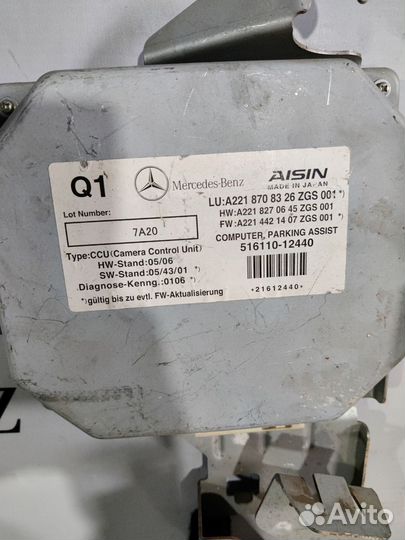 Q1
Mercedes-Benz
AISIN
MADE IN JAPAN
Lot Number:
7A20
LU:A221 870 83 26 ZGS 001 *)
HW:A221 827 06 45 ZGS 001
FW:A221 442 14 07 ZGS 001 *)
Type:CCU(Camera Control Unit)
HW-Stand:05/06
SW-Stand:05/43/01 *)
Diagnose-Kenng.:0106 *)
*)gültig bis zu evtl. FW-Aktualisierung
COMPUTER, PARKING ASSIST
516110-12440
*21612440*
Z
Avito